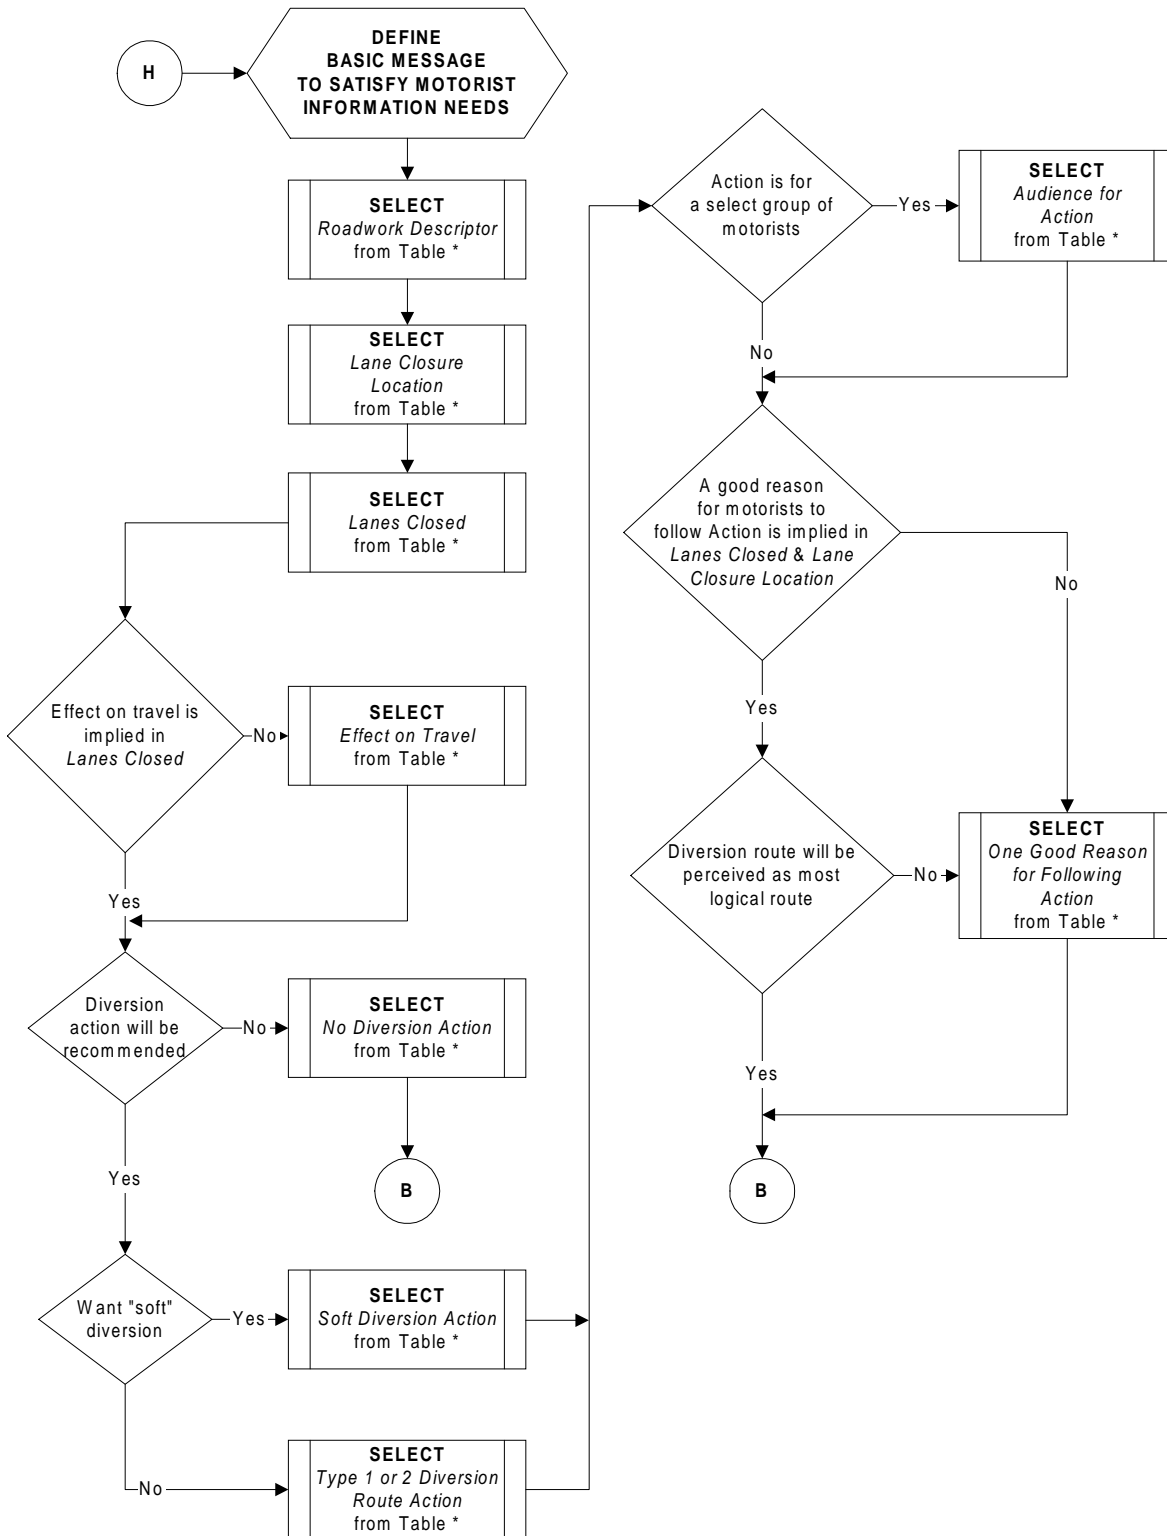 H
DEFINE
BASIC MESSAGE
TO SATISFY MOTORIST
INFORMATION NEEDS
SELECT
Roadwork Descriptor
from Table *
SELECT
Lane Closure
Location
from Table *
SELECT
Lanes Closed
from Table *
Effect on travel is
implied in
Lanes Closed
No
SELECT
Effect on Travel
from Table *
Yes
Diversion
action will be
recommended
No
SELECT
No Diversion Action
from Table *
B
Yes
Want "soft"
diversion
Yes
SELECT
Soft Diversion Action
from Table *
No
SELECT
Type 1 or 2 Diversion
Route Action
from Table *
Action is for
a select group of
motorists
Yes
SELECT
Audience for
Action
from Table *
No
A good reason
for motorists to
follow Action is implied in
Lanes Closed & Lane
Closure Location
No
Yes
Diversion route will be
perceived as most
logical route
No
SELECT
One Good Reason
for Following
Action
from Table *
Yes
B